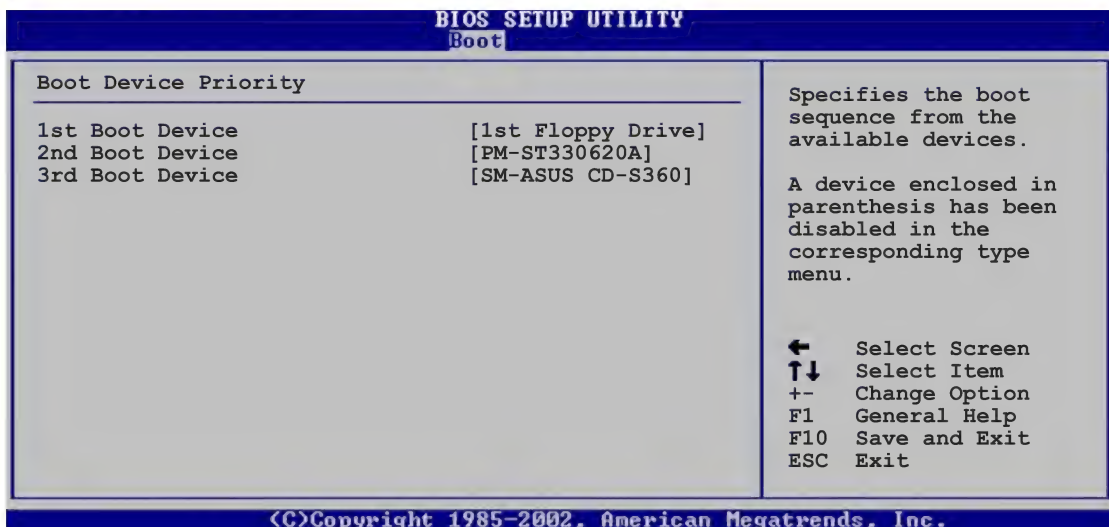 BIOS SETUP UTILITY
Boot
Boot Device Priority
1st Boot Device [1st Floppy Drive]
2nd Boot Device [PM-ST330620A]
3rd Boot Device [SM-ASUS CD-S360]
Specifies the boot
sequence from the
available devices.
A device enclosed in
parenthesis has been
disabled in the
corresponding type
menu.
← Select Screen
↑↓ Select Item
+- Change Option
F1 General Help
F10 Save and Exit
ESC Exit
(C)Copyright 1985-2002, American Megatrends, Inc.